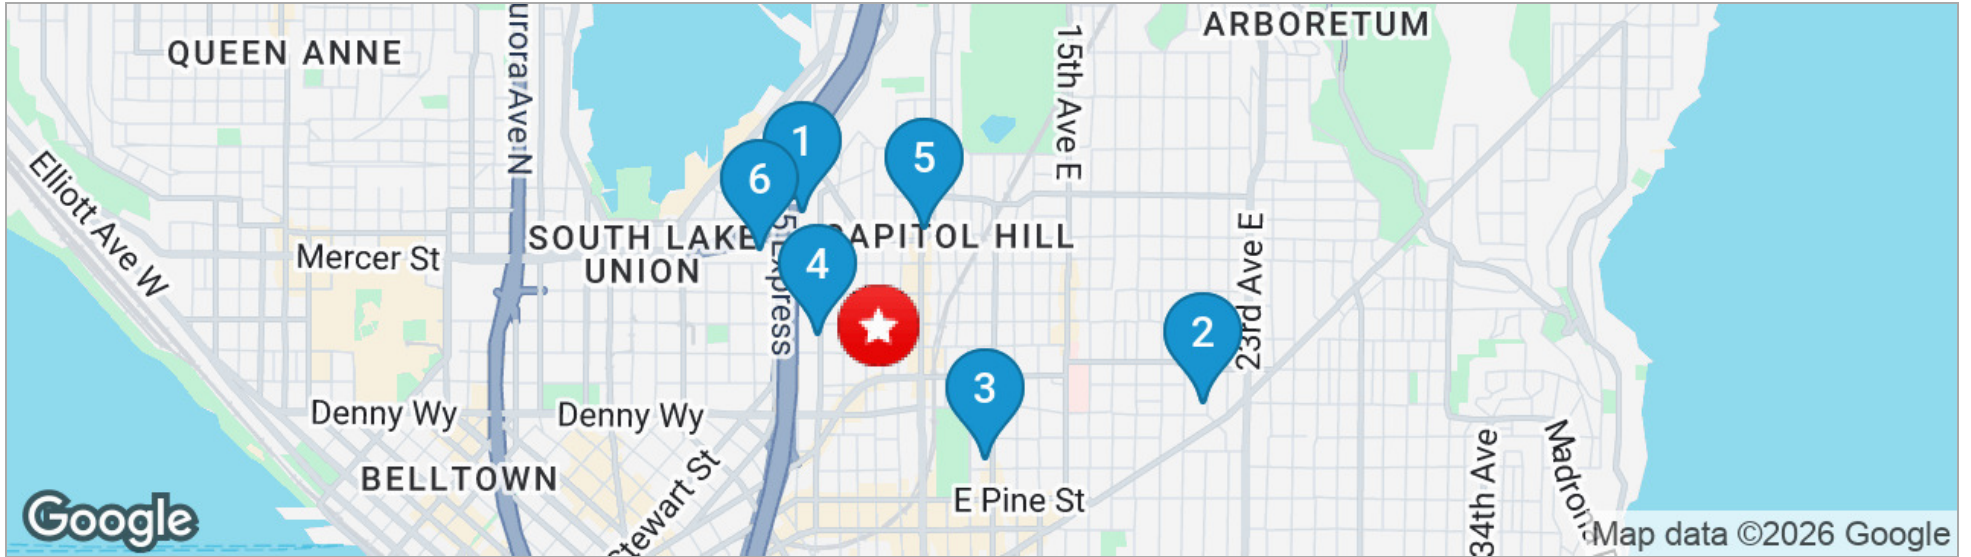 ARBORETUM
QUEEN ANNE
urora Ave N
15th Ave E
1
5
6
Elliott Ave W
SOUTH LAKE
UNION
CAPITOL HILL
5 Express
23rd Ave E
Mercer St
4
2
3
Denny Wy
Denny Wy
BELLTOWN
Stewart St
E Pine St
34th Ave
Madrona
Google
Map data ©2026 Google